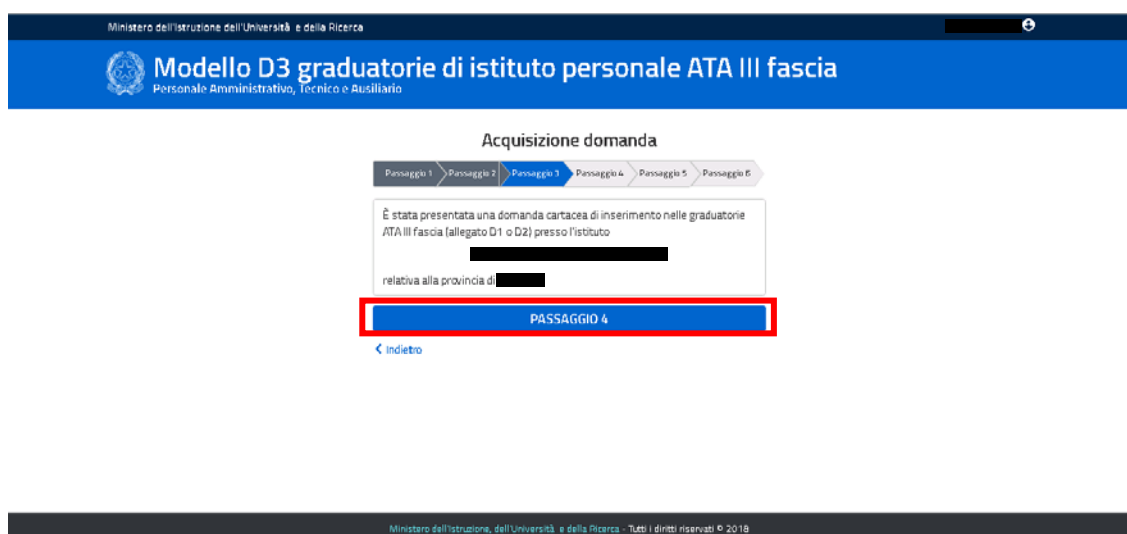 Ministero dell'Istruzione dell'Università e della Ricerca
Modello D3 graduatorie di istituto personale ATA III fascia
Personale Amministrativo, Tecnico e Ausiliario
Acquisizione domanda
Passaggio 1 Passaggio 2 Passaggio 3 Passaggio 4 Passaggio 5 Passaggio 6
È stata presentata una domanda cartacea di inserimento nelle graduatorie
ATA III fascia (allegato D1 o D2) presso l'istituto
relativa alla provincia di
PASSAGGIO 4
Indietro
Ministero dell'Istruzione, dell'Università e della Ricerca - Tutti i diritti riservati © 2018